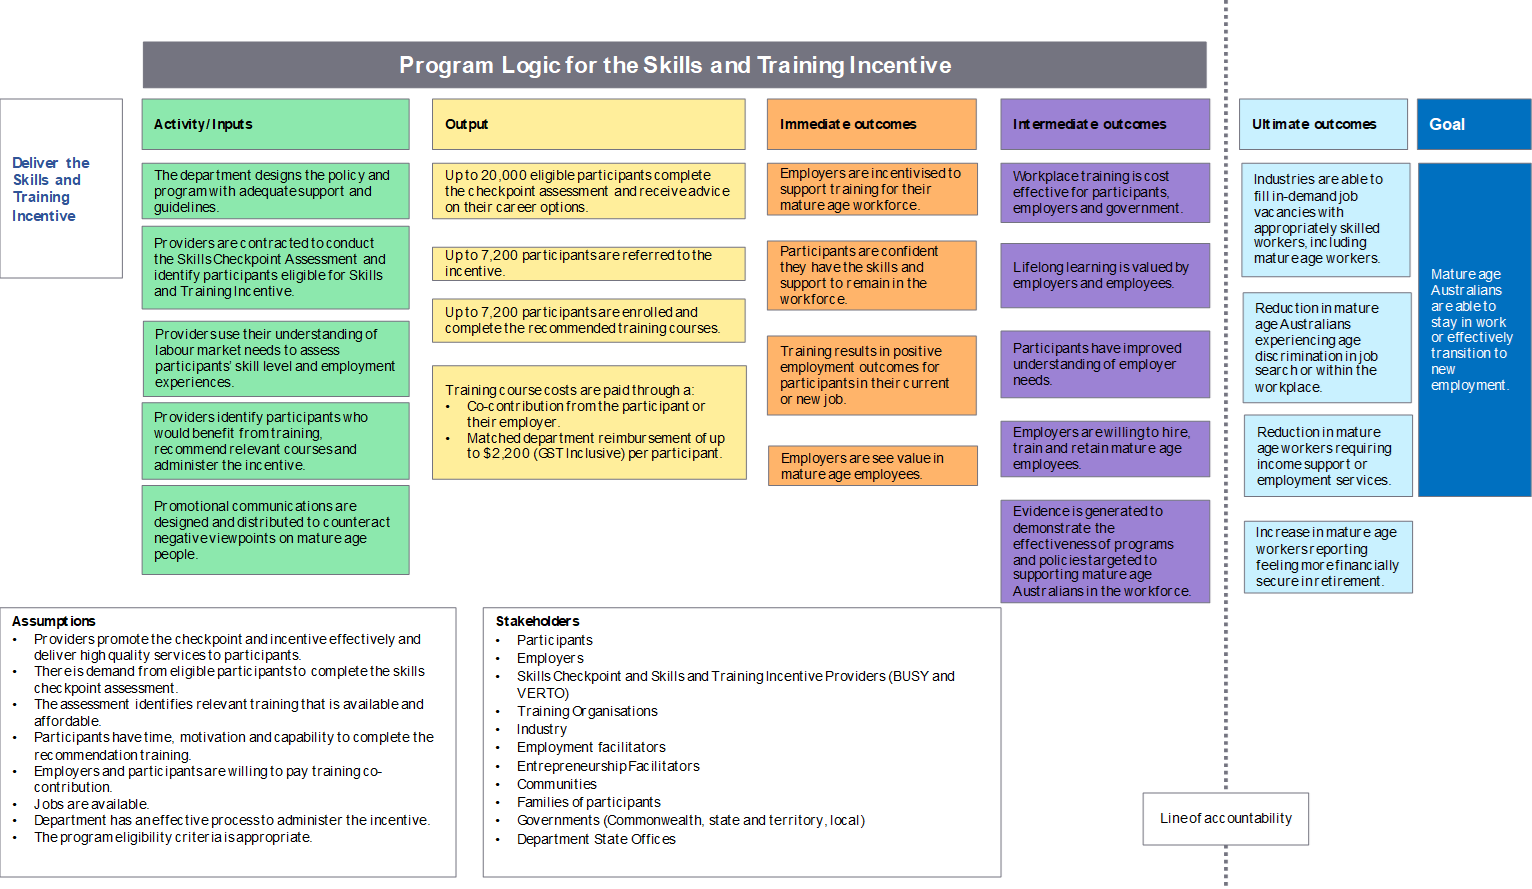 Program Logic for the Skills and Training Incentive
Deliver the
Skills and
Training
Incentive
Activity/Inputs
The department designs the policy and
program with adequate support and
guidelines.
Providers are contracted to conduct
the Skills Checkpoint Assessment and
identify participants eligible for Skills
and Training Incentive.
Providers use their understanding of
labour market needs to assess
participants' skill level and employment
experiences.
Providers identify participants who
would benefit from training,
recommend relevant courses and
administer the incentive.
Promotional communications are
designed and distributed to counteract
negative viewpoints on mature age
people.
Output
Up to 20,000 eligible participants complete
the checkpoint assessment and receive advice
on their career options.
Up to 7,200 participants are referred to the
incentive.
Up to 7,200 participants are enrolled and
complete the recommended training courses.
Training course costs are paid through a:
• Co-contribution from the participant or
their employer.
• Matched department reimbursement of up
to $2,200 (GST Inclusive) per participant.
Immediate outcomes
Employers are incentivised to
support training for their
mature age workforce.
Participants are confident
they have the skills and
support to remain in the
workforce.
Training results in positive
employment outcomes for
participants in their current
or new job.
Employers are see value in
mature age employees.
Intermediate outcomes
Workplace training is cost
effective for participants,
employers and government.
Lifelong learning is valued by
employers and employees.
Participants have improved
understanding of employer
needs.
Employers are willing to hire,
train and retain mature age
employees.
Evidence is generated to
demonstrate the
effectiveness of programs
and policies targeted to
supporting mature age
Australians in the workforce.
Ultimate outcomes
Industries are able to
fill in-demand job
vacancies with
appropriately skilled
workers, including
mature age workers.
Reduction in mature
age Australians
experiencing age
discrimination in job
search or within the
workplace.
Reduction in mature
age workers requiring
income support or
employment services.
Increase in mature age
workers reporting
feeling more financially
secure in retirement.
Goal
Mature age
Australians
are able to
stay in work
or effectively
transition to
new
employment.
Assumptions
• Providers promote the checkpoint and incentive effectively and
deliver high quality services to participants.
• There is demand from eligible participants to complete the skills
checkpoint assessment.
• The assessment identifies relevant training that is available and
affordable.
• Participants have time, motivation and capability to complete the
recommendation training.
• Employers and participants are willing to pay training co-
contribution.
• Jobs are available.
• Department has an effective process to administer the incentive.
• The program eligibility criteria is appropriate.
Stakeholders
• Participants
• Employers
• Skills Checkpoint and Skills and Training Incentive Providers (BUSY and
VERTO)
• Training Organisations
• Industry
• Employment facilitators
• Entrepreneurship Facilitators
• Communities
• Families of participants
• Governments (Commonwealth, state and territory, local)
• Department State Offices
Line of accountability